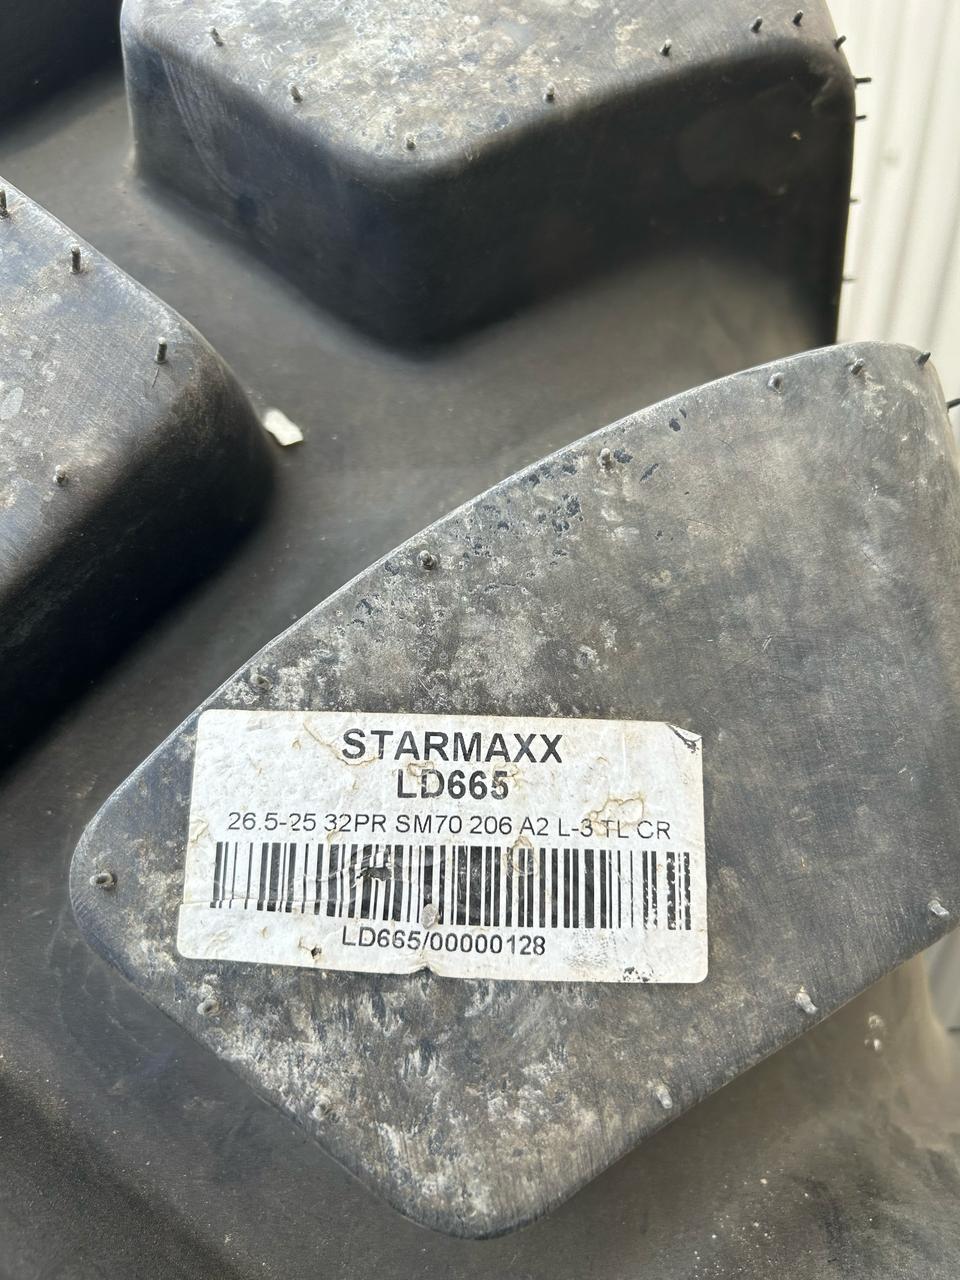 STARMAXX
LD665
26.5-25 32PR SM70 206 A2 L-3 TL CR
LD665/00000128